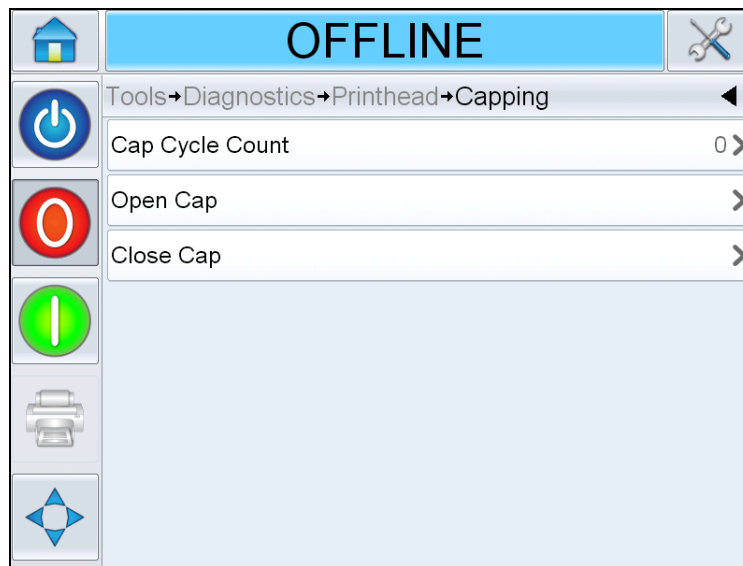 OFFLINE
Tools→Diagnostics→Printhead→Capping
Cap Cycle Count 0
Open Cap
Close Cap